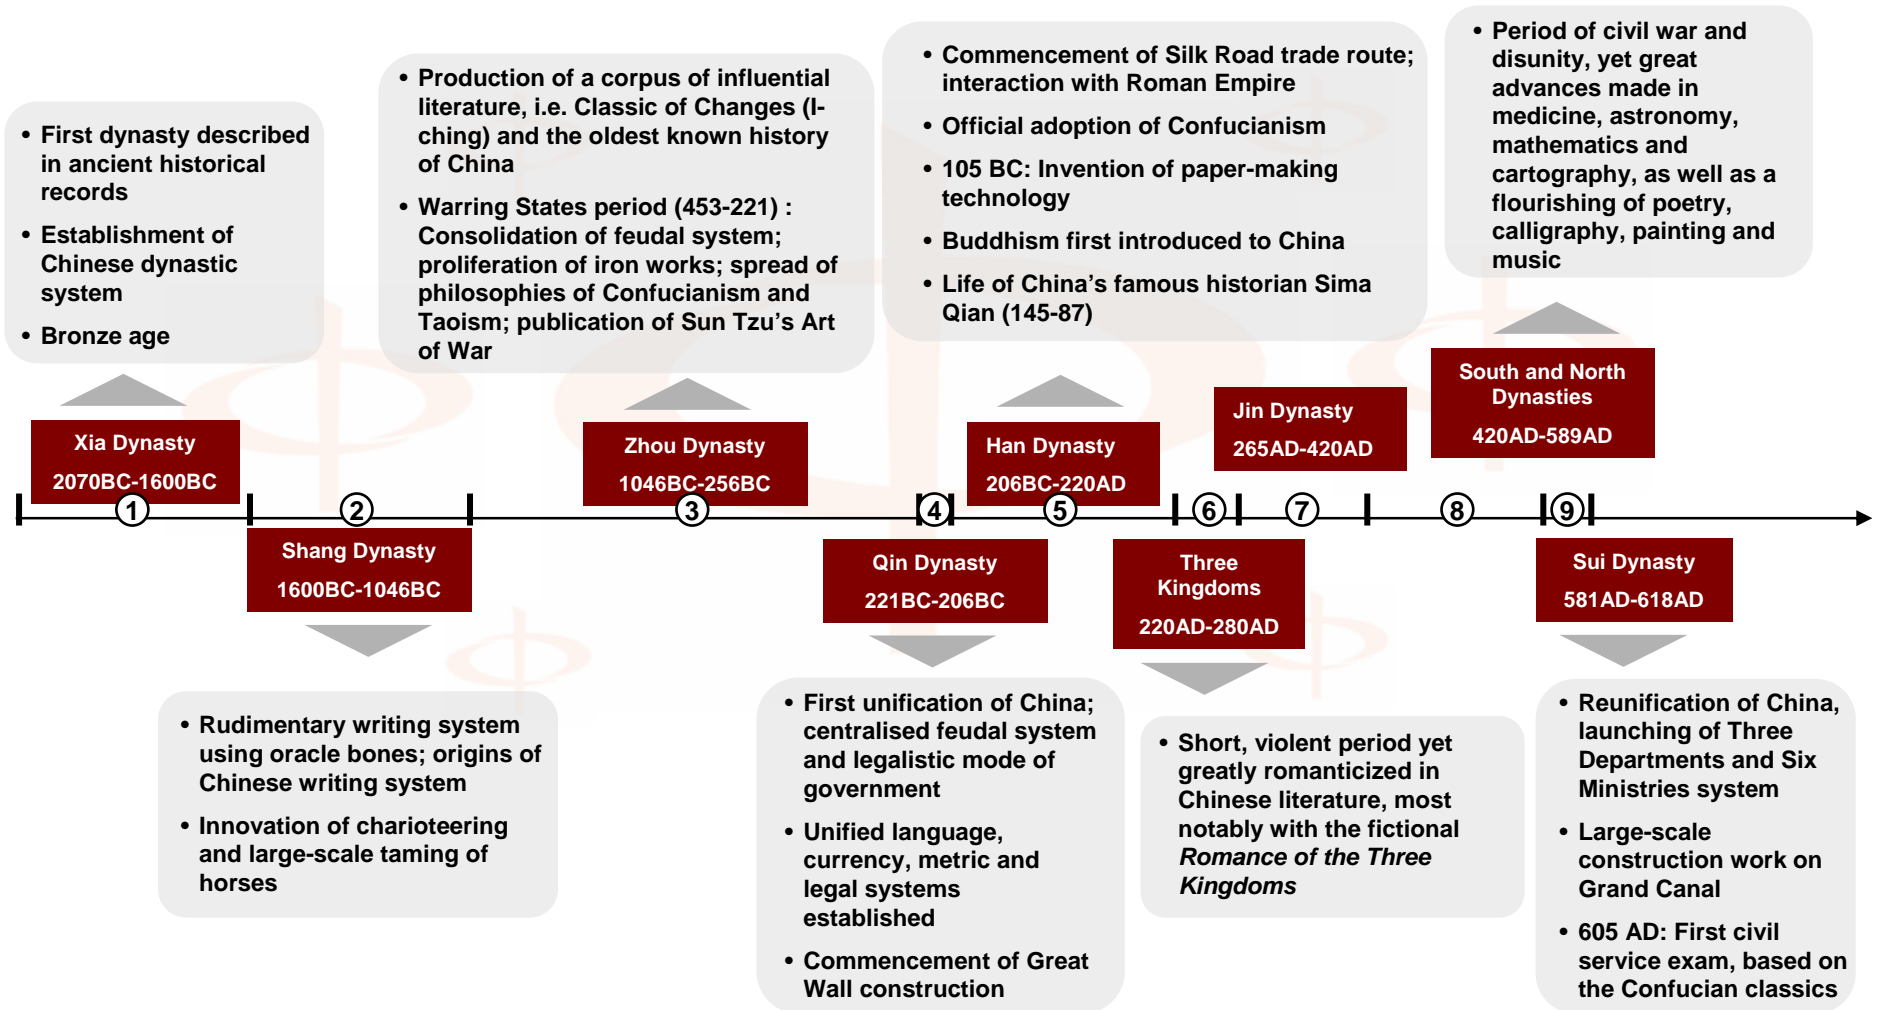 • First dynasty described
in ancient historical
records
• Establishment of
Chinese dynastic
system
• Bronze age
• Production of a corpus of influential
literature, i.e. Classic of Changes (I-
ching) and the oldest known history
of China
• Warring States period (453-221) :
Consolidation of feudal system;
proliferation of iron works; spread of
philosophies of Confucianism and
Taoism; publication of Sun Tzu’s Art
of War
• Commencement of Silk Road trade route;
interaction with Roman Empire
• Official adoption of Confucianism
• 105 BC: Invention of paper-making
technology
• Buddhism first introduced to China
• Life of China’s famous historian Sima
Qian (145-87)
• Period of civil war and
disunity, yet great
advances made in
medicine, astronomy,
mathematics and
cartography, as well as a
flourishing of poetry,
calligraphy, painting and
music
Xia Dynasty
2070BC-1600BC
Zhou Dynasty
1046BC-256BC
Han Dynasty
206BC-220AD
Jin Dynasty
265AD-420AD
South and North
Dynasties
420AD-589AD
1
2
3
4
5
6
7
8
9
Shang Dynasty
1600BC-1046BC
Qin Dynasty
221BC-206BC
Three
Kingdoms
220AD-280AD
Sui Dynasty
581AD-618AD
• Rudimentary writing system
using oracle bones; origins of
Chinese writing system
• Innovation of charioteering
and large-scale taming of
horses
• First unification of China;
centralised feudal system
and legalistic mode of
government
• Unified language,
currency, metric and
legal systems
established
• Commencement of Great
Wall construction
• Short, violent period yet
greatly romanticized in
Chinese literature, most
notably with the fictional
Romance of the Three
Kingdoms
• Reunification of China,
launching of Three
Departments and Six
Ministries system
• Large-scale
construction work on
Grand Canal
• 605 AD: First civil
service exam, based on
the Confucian classics